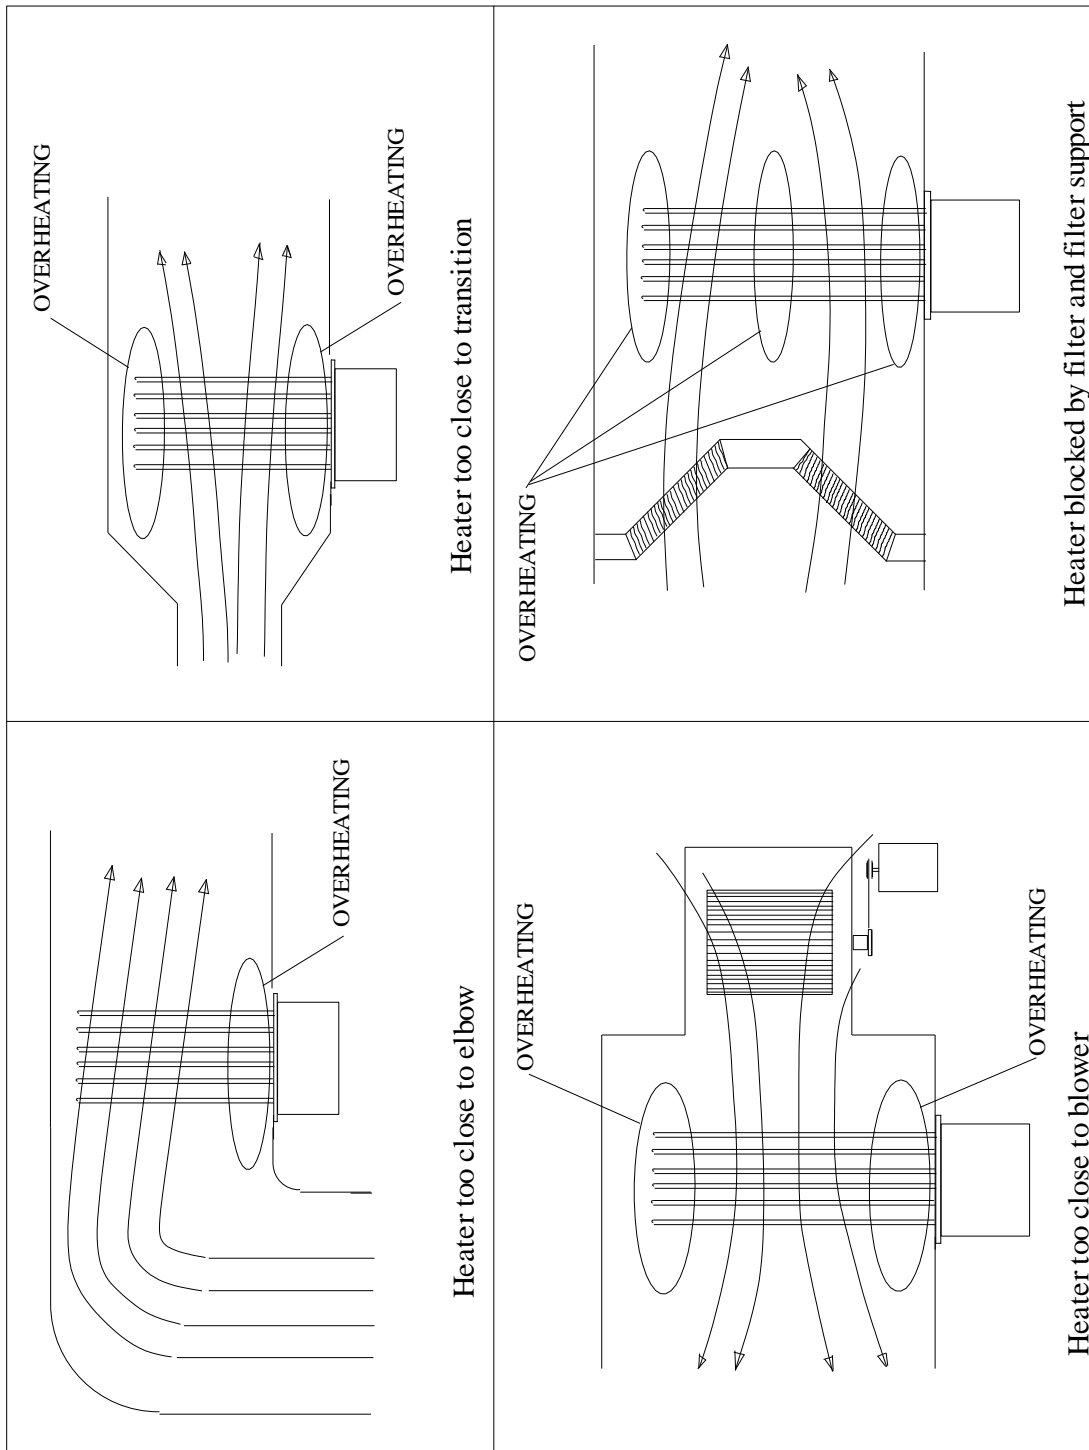 OVERHEATING
Heater too close to elbow
OVERHEATING
OVERHEATING
Heater too close to transition
OVERHEATING
OVERHEATING
Heater too close to blower
OVERHEATING
Heater blocked by filter and filter support